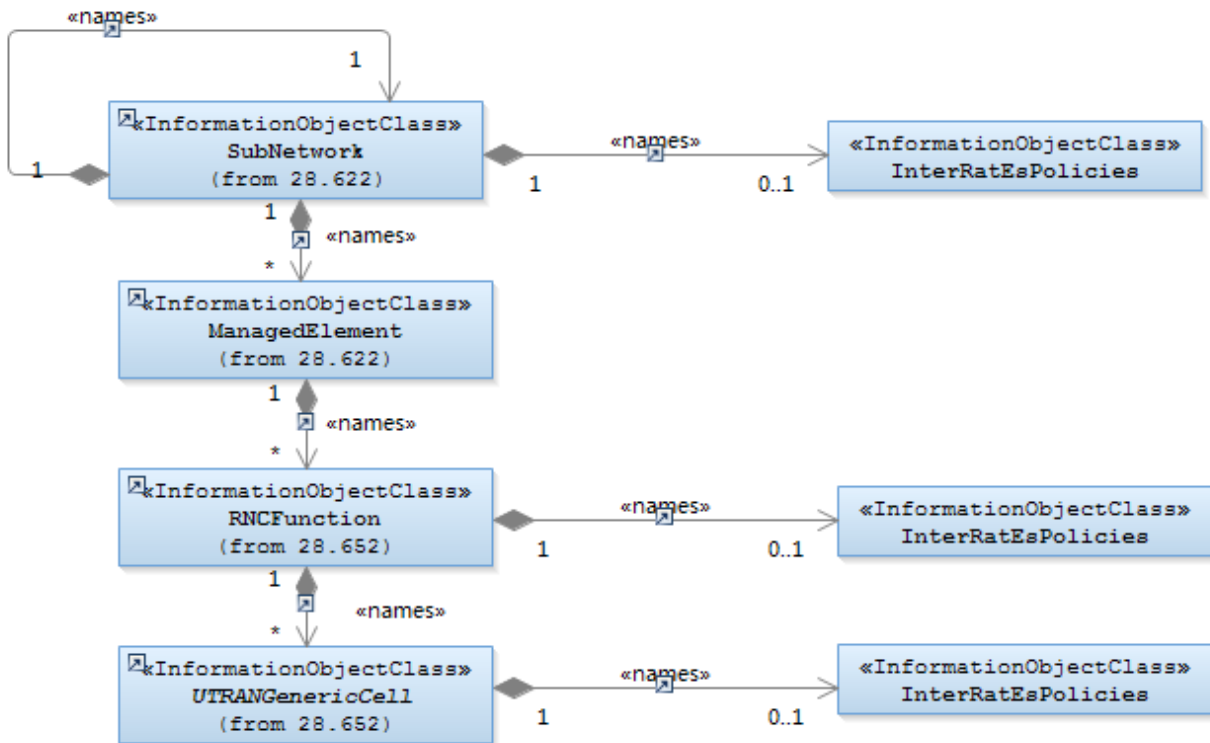 «names»
1
1
«InformationObjectClass»
SubNetwork
(from 28.622)
«names»
1
0..1
«InformationObjectClass»
InterRatEsPolicies
1
«names»
*
«InformationObjectClass»
ManagedElement
(from 28.622)
1
«names»
*
«InformationObjectClass»
RNCFunction
(from 28.652)
«names»
1
0..1
«InformationObjectClass»
InterRatEsPolicies
1
«names»
*
«InformationObjectClass»
UTRANGenericCell
(from 28.652)
«names»
1
0..1
«InformationObjectClass»
InterRatEsPolicies